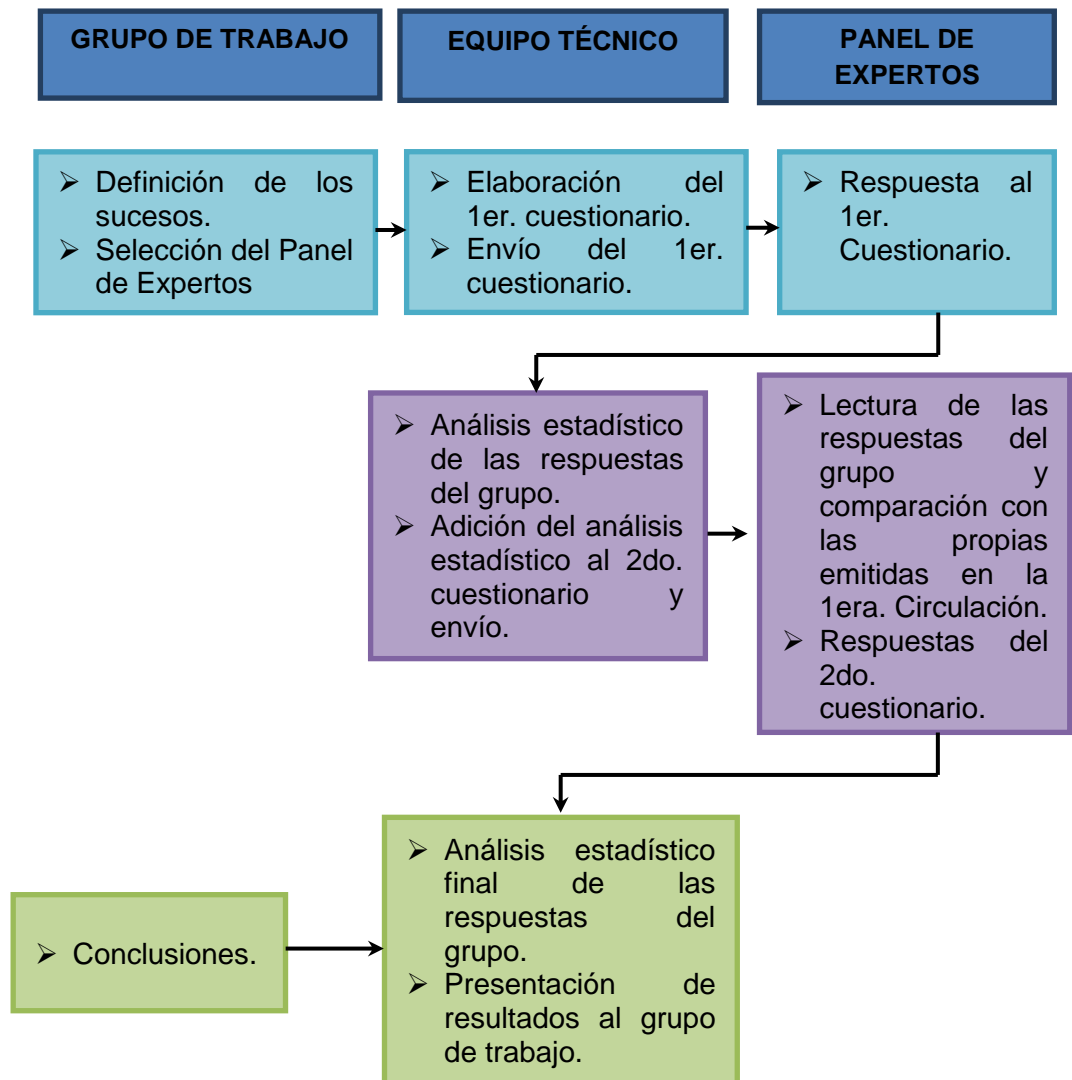 GRUPO DE TRABAJO
EQUIPO TÉCNICO
PANEL DE
EXPERTOS
➢ Definición de los
sucesos.
➢ Selección del Panel
de Expertos
➢ Elaboración del
1er. cuestionario.
➢ Envío del 1er.
cuestionario.
➢ Respuesta al
1er.
Cuestionario.
➢ Análisis estadístico
de las respuestas
del grupo.
➢ Adición del análisis
estadístico al 2do.
cuestionario y
envío.
➢ Lectura de las
respuestas del
grupo y
comparación con
las propias
emitidas en la
1era. Circulación.
➢ Respuestas del
2do.
cuestionario.
➢ Conclusiones.
➢ Análisis estadístico
final de las
respuestas del
grupo.
➢ Presentación de
resultados al grupo
de trabajo.